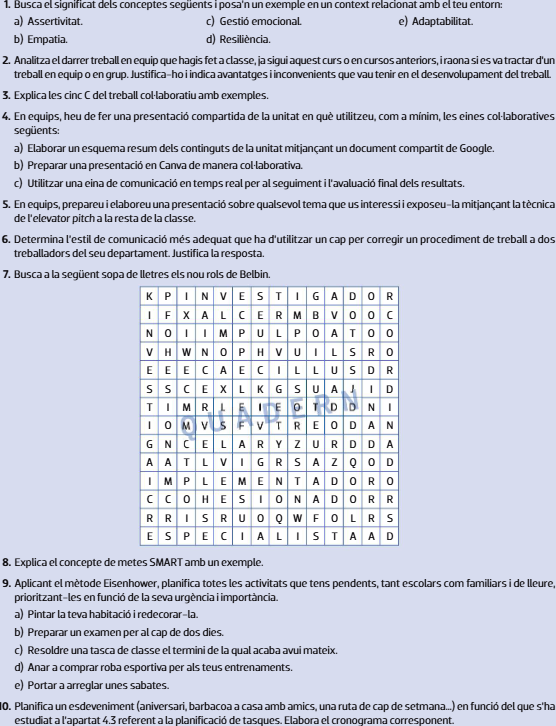 1. Busca el significat dels conceptes següents i posa'n un exemple en un context relacionat amb el teu entorn:
a) Assertivitat. c) Gestió emocional. e) Adaptabilitat.
b) Empatia. d) Resiliència.
2. Analitza el darrer treball en equip que hagis fet a classe, ja sigui aquest curs o en cursos anteriors, i raona si es va tractar d'un
treball en equip o en grup. Justifica-ho i indica avantatges i inconvenients que vau tenir en el desenvolupament del treball.
3. Explica les cinc C del treball col·laboratiu amb exemples.
4. En equips, heu de fer una presentació compartida de la unitat en què utilitzeu, com a mínim, les eines col·laboratives
següents:
a) Elaborar un esquema resum dels continguts de la unitat mitjançant un document compartit de Google.
b) Preparar una presentació en Canva de manera col·laborativa.
c) Utilitzar una eina de comunicació en temps real per al seguiment i l'avaluació final dels resultats.
5. En equips, prepareu i elaboreu una presentació sobre qualsevol tema que us interessi i exposeu-la mitjançant la tècnica
de l'elevator pitch a la resta de la classe.
6. Determina l'estil de comunicació més adequat que ha d'utilitzar un cap per corregir un procediment de treball a dos
treballadors del seu departament. Justifica la resposta.
7. Busca a la següent sopa de lletres els nou rols de Belbin.
K P I N V E S T I G A D O R
I F X A L C E R M B V O O C
N O I I M P U L P O A T O O
V H W N O P H V U I L S R O
E E E C A E C I L L U S D R
S S C E X L K G S U A J I D
T I M R L E I E O T D D N I
I O M V S F V T R E O D A N
G N C E L A R Y Z U R D D A
A A T L V I G R S A Z Q O D
I M P L E M E N T A D O R O
C C O H E S I O N A D O R R
R R I S R U O Q W F O L R S
E S P E C I A L I S T A A D
QUADERN
8. Explica el concepte de metes SMART amb un exemple.
9. Aplicant el mètode Eisenhower, planifica totes les activitats que tens pendents, tant escolars com familiars i de lleure,
prioritzant-les en funció de la seva urgència i importància.
a) Pintar la teva habitació i redecorar-la.
b) Preparar un examen per al cap de dos dies.
c) Resoldre una tasca de classe el termini de la qual acaba avui mateix.
d) Anar a comprar roba esportiva per als teus entrenaments.
e) Portar a arreglar unes sabates.
10. Planifica un esdeveniment (aniversari, barbacoa a casa amb amics, una ruta de cap de setmana...) en funció del que s'ha
estudiat a l'apartat 4.3 referent a la planificació de tasques. Elabora el cronograma corresponent.